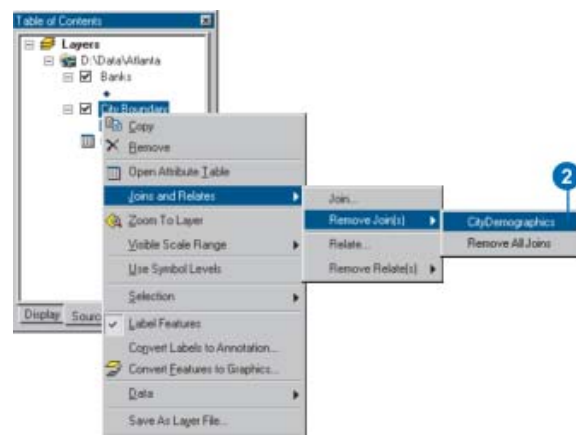 Table of Contents
Layers
D:\Data\Atlanta
Banks
City Boundary
Copy
Remove
Open Attribute Table
Joins and Relates
Zoom To Layer
Visible Scale Range
Use Symbol Levels
Selection
Label Features
Convert Labels to Annotation...
Convert Features to Graphics...
Data
Save As Layer File...
Join...
Remove Join(s)
Relate...
Remove Relate(s)
2
CityDemographics
Remove All Joins
Display